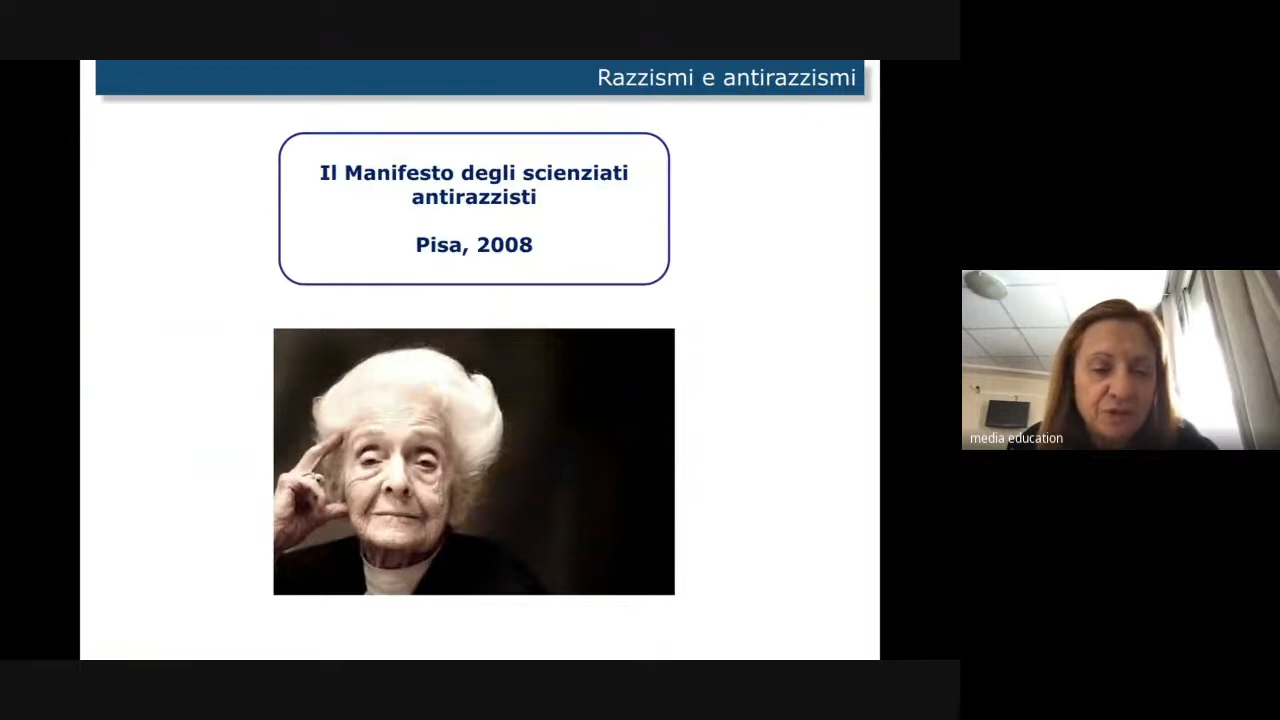 Razzismi e antirazzismi
Il Manifesto degli scienziati
antirazzisti
Pisa, 2008
media education